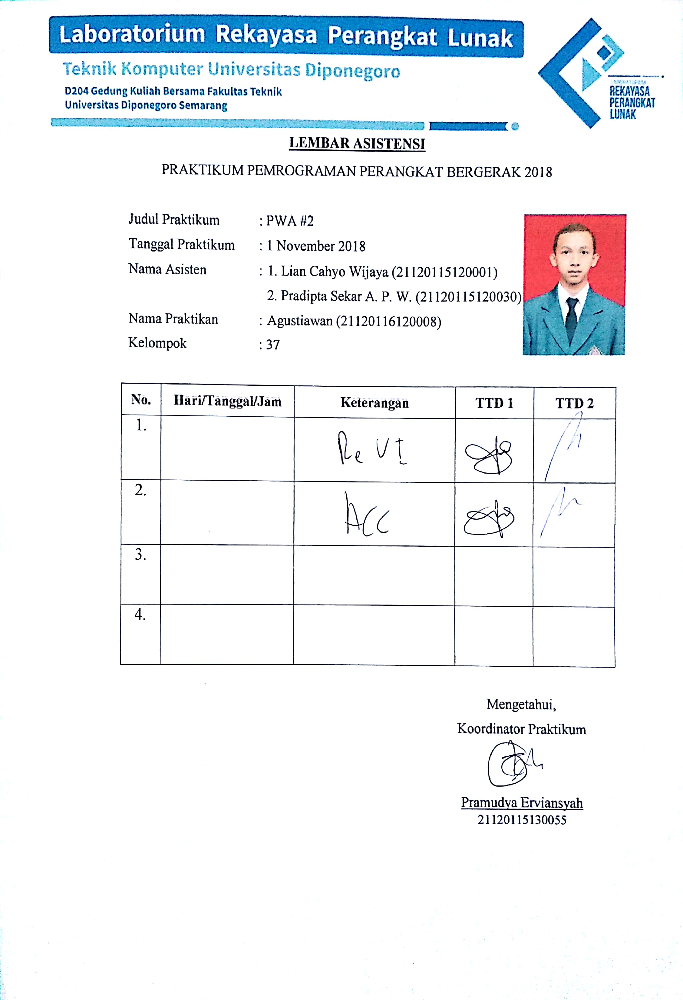 Laboratorium Rekayasa Perangkat Lunak
Teknik Komputer Universitas Diponegoro
D204 Gedung Kuliah Bersama Fakultas Teknik
Universitas Diponegoro Semarang
LABORATORIUM
REKAYASA
PERANGKAT
LUNAK
LEMBAR ASISTENSI
PRAKTIKUM PEMROGRAMAN PERANGKAT BERGERAK 2018
Judul Praktikum : PWA #2
Tanggal Praktikum : 1 November 2018
Nama Asisten : 1. Lian Cahyo Wijaya (21120115120001)
2. Pradipta Sekar A. P. W. (21120115120030)
Nama Praktikan : Agustiawan (21120116120008)
Kelompok : 37
No. Hari/Tanggal/Jam Keterangan TTD 1 TTD 2
1. Re VI
2. ACC
3.
4.
Mengetahui,
Koordinator Praktikum
Pramudya Erviansyah
21120115130055